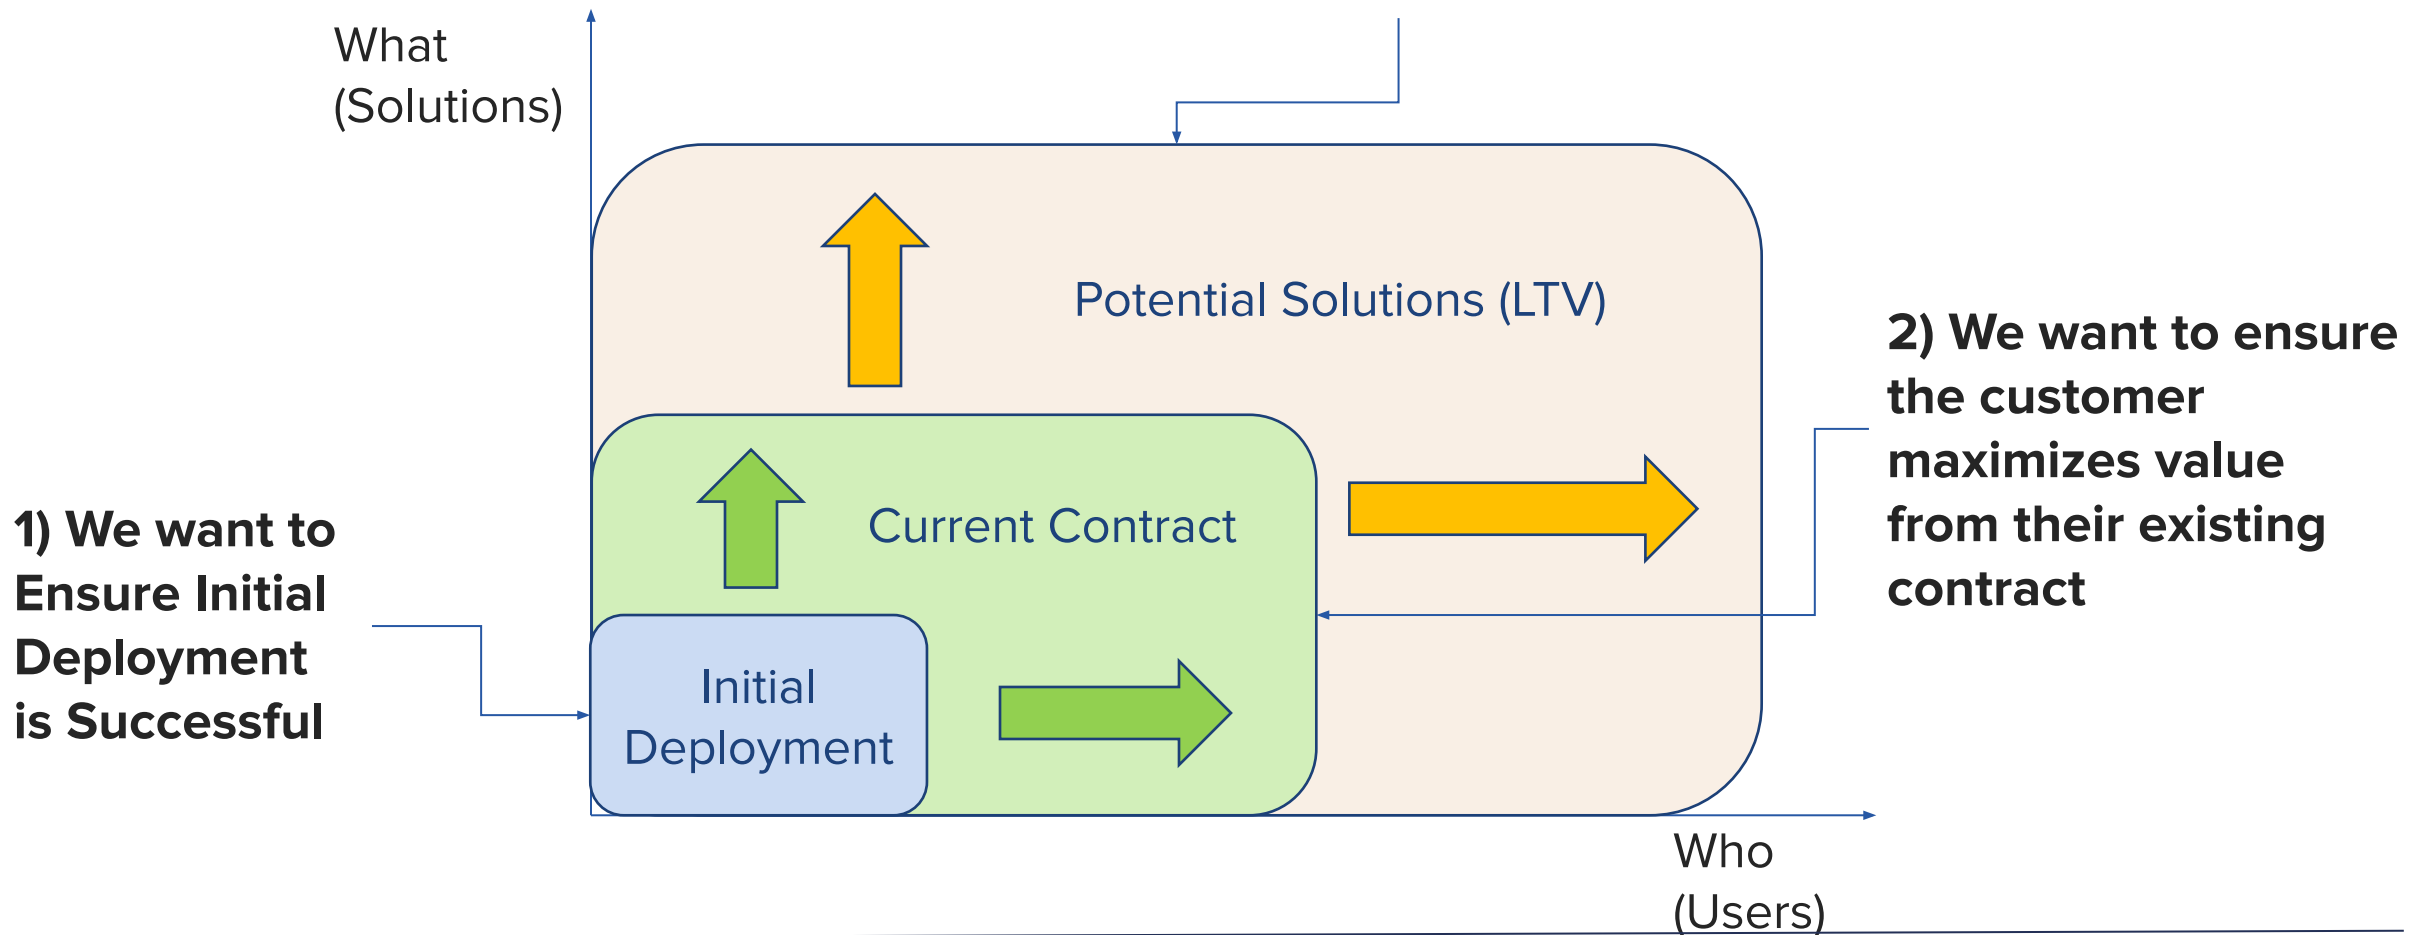 What
(Solutions)
Potential Solutions (LTV)
2) We want to ensure
the customer
maximizes value
from their existing
contract
Current Contract
1) We want to
Ensure Initial
Deployment
is Successful
Initial
Deployment
Who
(Users)